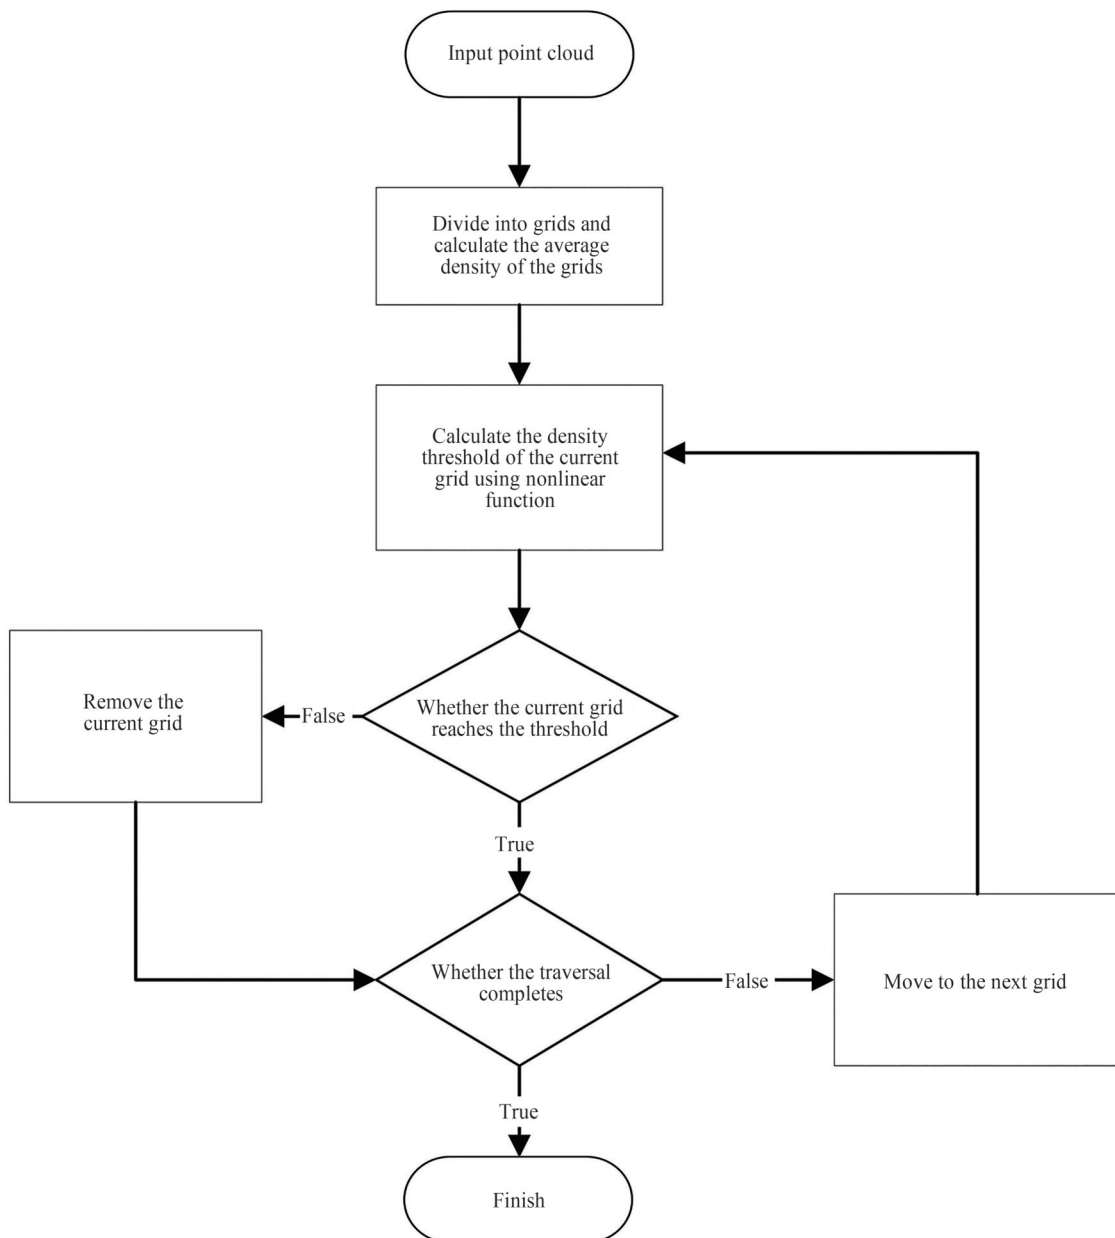 Input point cloud
Divide into grids and
calculate the average
density of the grids
Calculate the density
threshold of the current
grid using nonlinear
function
Whether the current grid
reaches the threshold
False
Remove the
current grid
True
Whether the traversal
completes
False
Move to the next grid
True
Finish